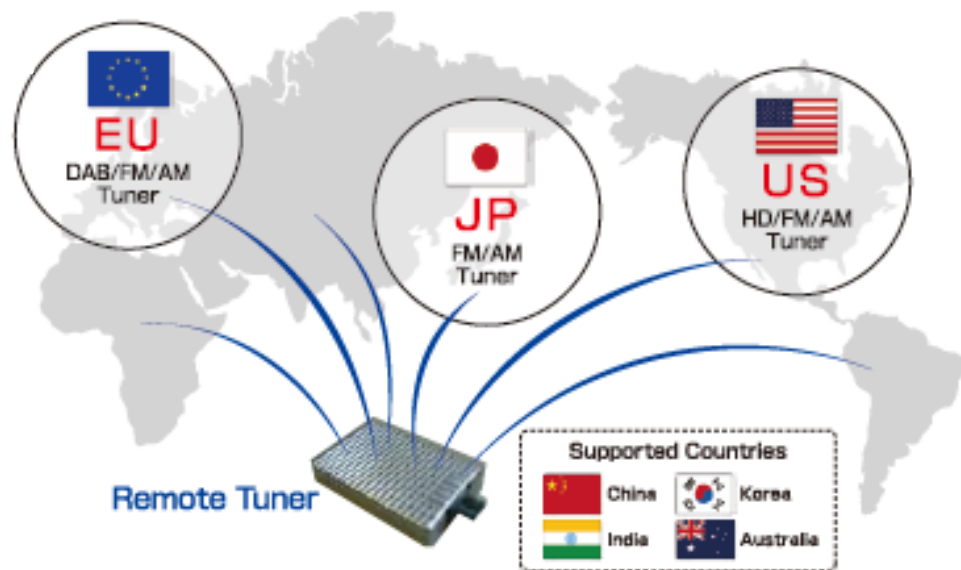 EU
DAB/FM/AM
Tuner
JP
FM/AM
Tuner
US
HD/FM/AM
Tuner
Remote Tuner
Supported Countries
China
Korea
India
Australia